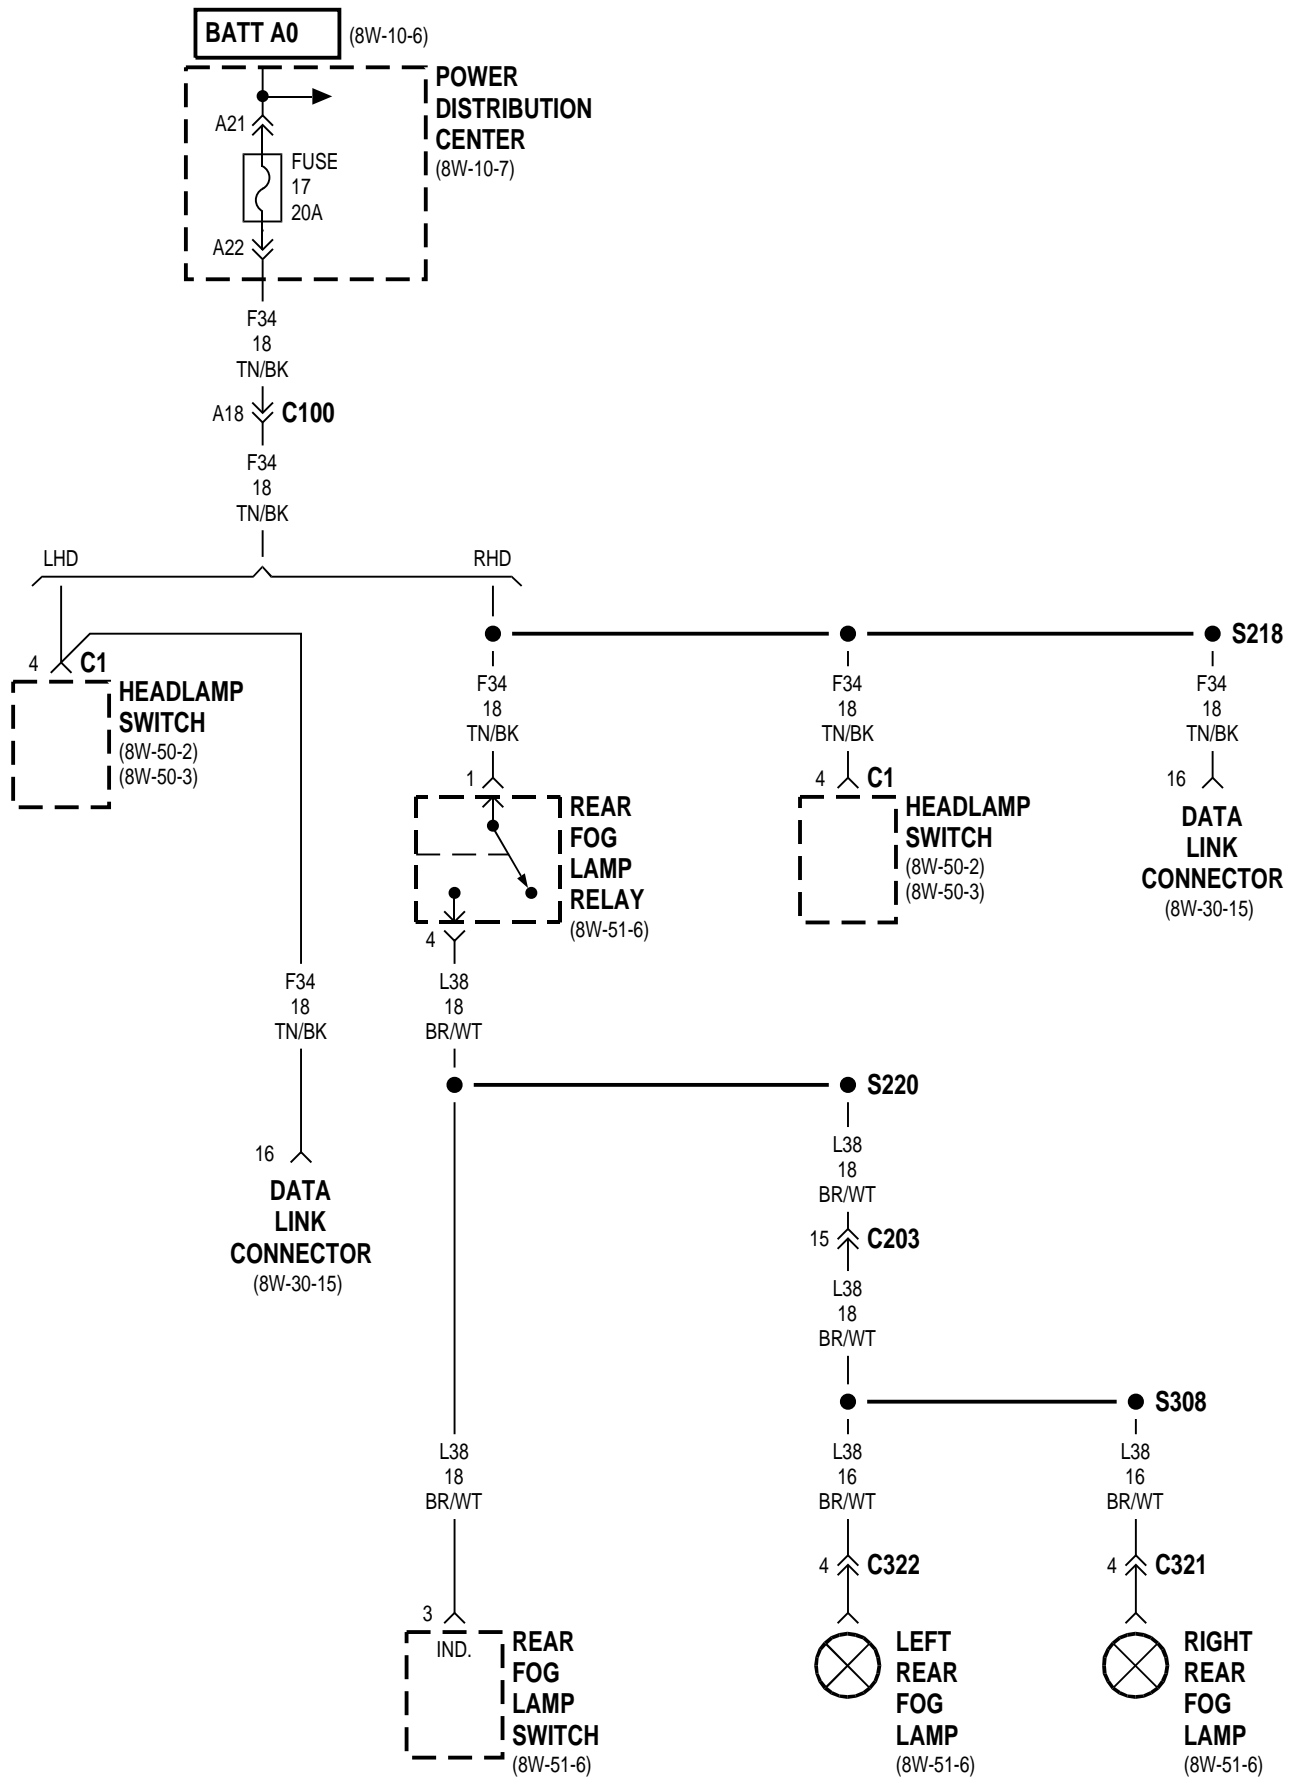 BATT A0
(8W-10-6)
POWER
DISTRIBUTION
CENTER
(8W-10-7)
A21
FUSE
17
20A
A22
F34
18
TN/BK
A18
C100
F34
18
TN/BK
LHD
RHD
S218
4
C1
HEADLAMP
SWITCH
(8W-50-2)
(8W-50-3)
F34
18
TN/BK
1
REAR
FOG
LAMP
RELAY
(8W-51-6)
4
F34
18
TN/BK
4
C1
HEADLAMP
SWITCH
(8W-50-2)
(8W-50-3)
F34
18
TN/BK
16
DATA
LINK
CONNECTOR
(8W-30-15)
F34
18
TN/BK
16
DATA
LINK
CONNECTOR
(8W-30-15)
L38
18
BR/WT
S220
L38
18
BR/WT
15
C203
L38
18
BR/WT
S308
L38
18
BR/WT
3
IND.
REAR
FOG
LAMP
SWITCH
(8W-51-6)
L38
16
BR/WT
4
C322
LEFT
REAR
FOG
LAMP
(8W-51-6)
L38
16
BR/WT
4
C321
RIGHT
REAR
FOG
LAMP
(8W-51-6)